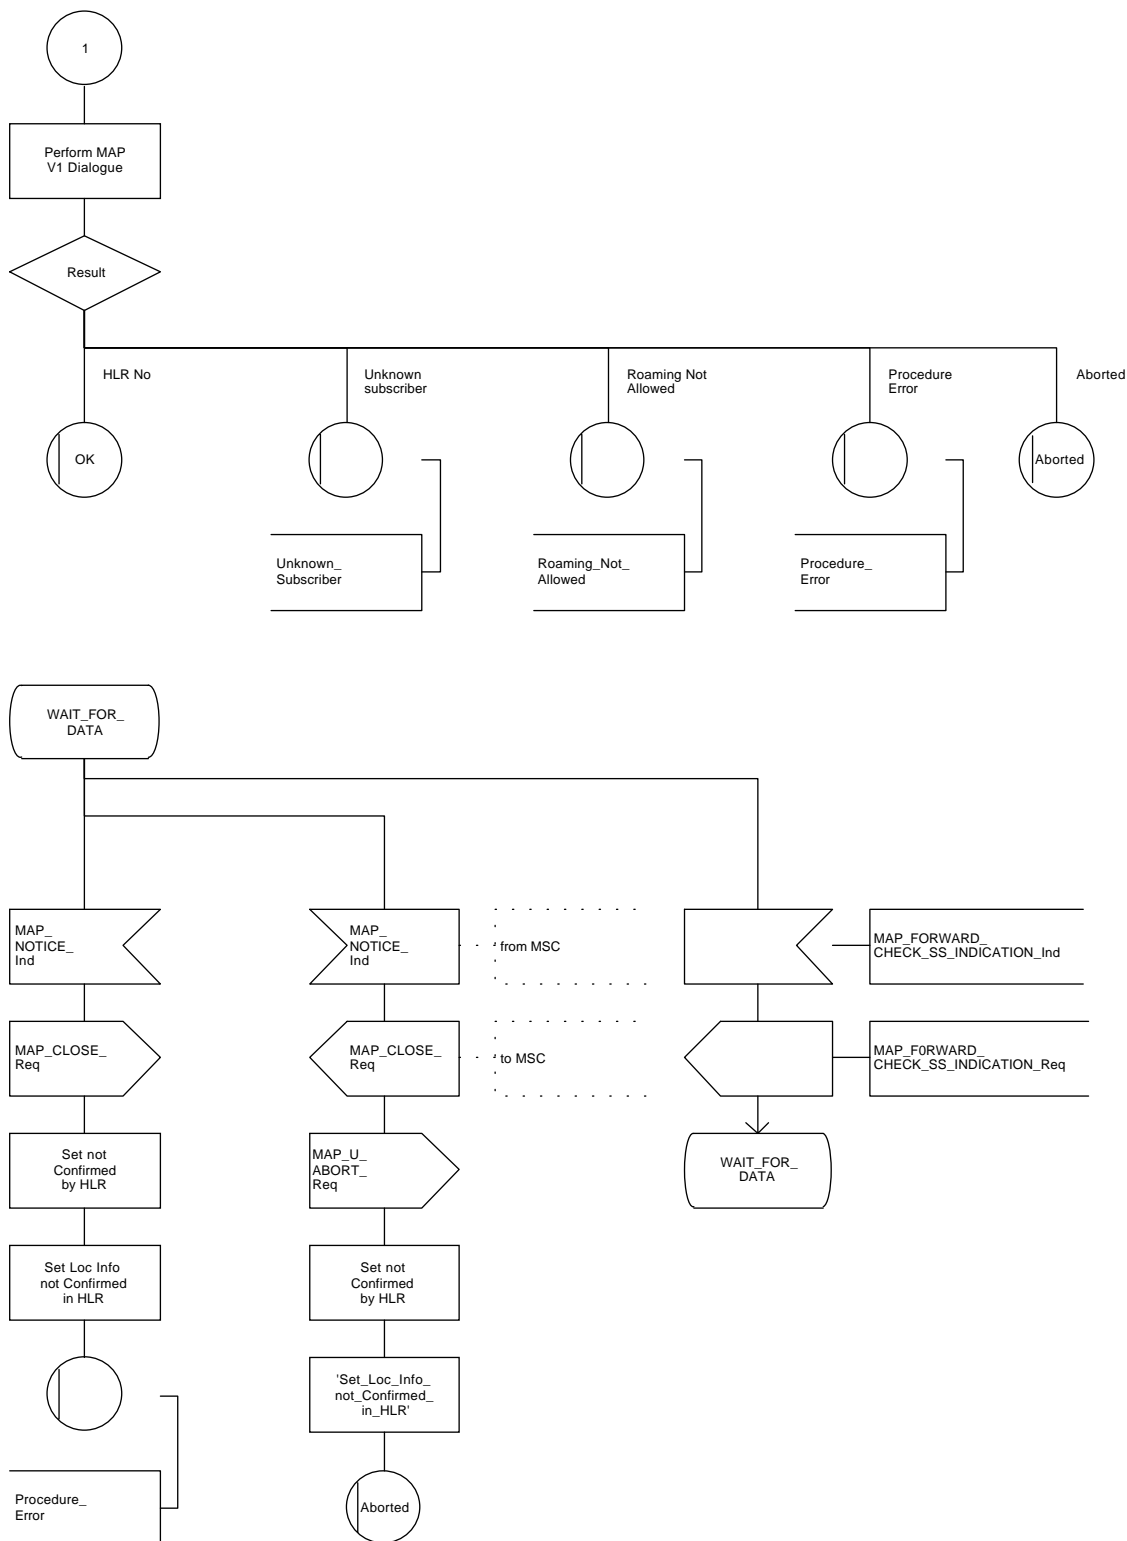 1
Perform MAP
V1 Dialogue
Result
HLR No
Unknown
subscriber
Roaming Not
Allowed
Procedure
Error
Aborted
OK
Aborted
Unknown_
Subscriber
Roaming_Not_
Allowed
Procedure_
Error
WAIT_FOR_
DATA
MAP_
NOTICE_
Ind
MAP_
NOTICE_
Ind
from MSC
MAP_FORWARD_
CHECK_SS_INDICATION_Ind
MAP_CLOSE_
Req
MAP_CLOSE_
Req
to MSC
MAP_F0RWARD_
CHECK_SS_INDICATION_Req
Set not
Confirmed
by HLR
MAP_U_
ABORT_
Req
WAIT_FOR_
DATA
Set Loc Info
not Confirmed
in HLR
Set not
Confirmed
by HLR
'Set_Loc_Info_
not_Confirmed_
in_HLR'
Procedure_
Error
Aborted